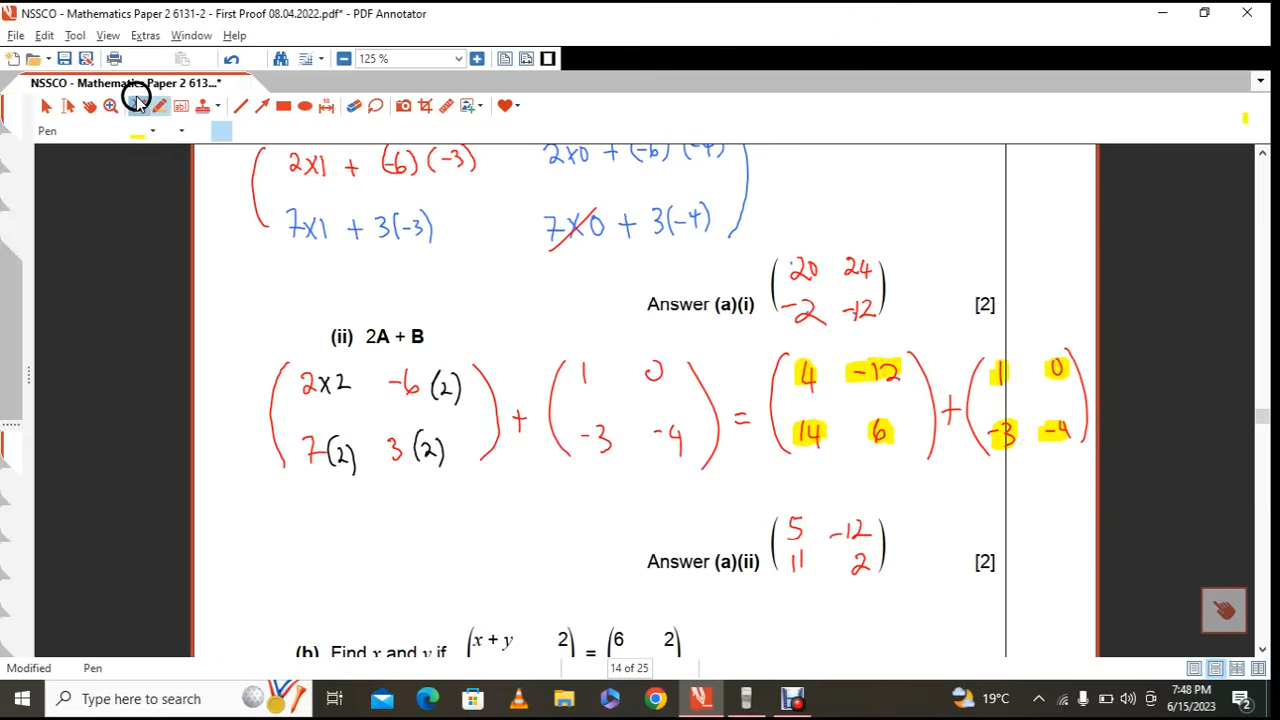 NSSCO - Mathematics Paper 2 6131-2 - First Proof 08.04.2022.pdf* - PDF Annotator
File Edit Tool View Extras Window Help
125 %
NSSCO - Mathematics Paper 2 613...*
Pen
2x1 + (-6)(-3) 2x0 + (-6)(-4)
7x1 + 3(-3) 7x0 + 3(-4)
20 24
Answer (a)(i) [2]
-2 -12
(ii) 2A + B
2x2 -6(2) + 1 0 = 4 -12 + 1 0
7(2) 3(2) -3 -4 14 6 -3 -4
5 -12
Answer (a)(ii) [2]
11 2
(b) Find x and y if (x + y 2) = (6 2)
14 of 25
Modified Pen
Type here to search
19°C
7:48 PM
6/15/2023
2